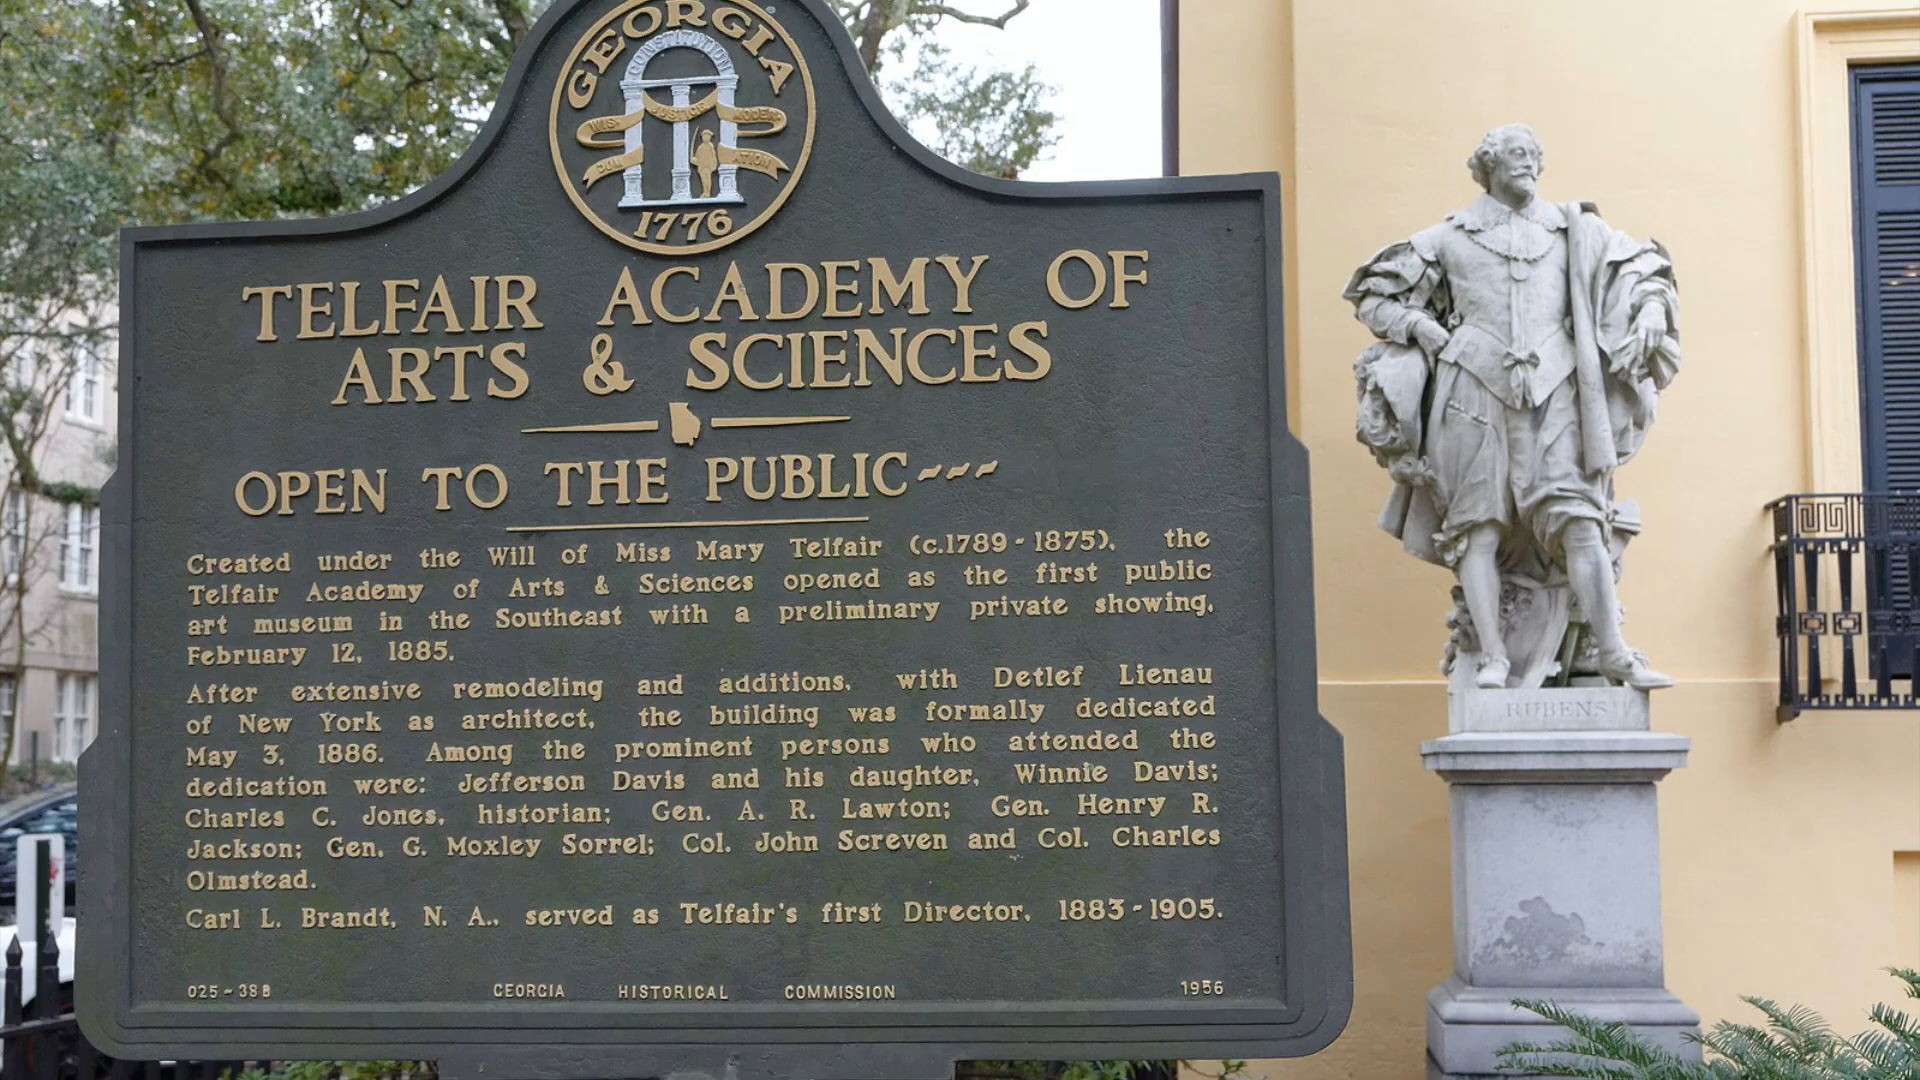 GEORGIA
CONSTITUTION
WIS- JUSTICE MODER-
DOM ATION
1776
TELFAIR ACADEMY OF
ARTS & SCIENCES
OPEN TO THE PUBLIC~~~
Created under the Will of Miss Mary Telfair (c.1789-1875), the
Telfair Academy of Arts & Sciences opened as the first public
art museum in the Southeast with a preliminary private showing,
February 12, 1885.
After extensive remodeling and additions, with Detlef Lienau
of New York as architect, the building was formally dedicated
May 3, 1886. Among the prominent persons who attended the
dedication were: Jefferson Davis and his daughter, Winnie Davis;
Charles C. Jones, historian; Gen. A. R. Lawton; Gen. Henry R.
Jackson; Gen. G. Moxley Sorrel; Col. John Screven and Col. Charles
Olmstead.
Carl L. Brandt, N. A., served as Telfair's first Director, 1883-1905.
025-38B GEORGIA HISTORICAL COMMISSION 1956
RUBENS